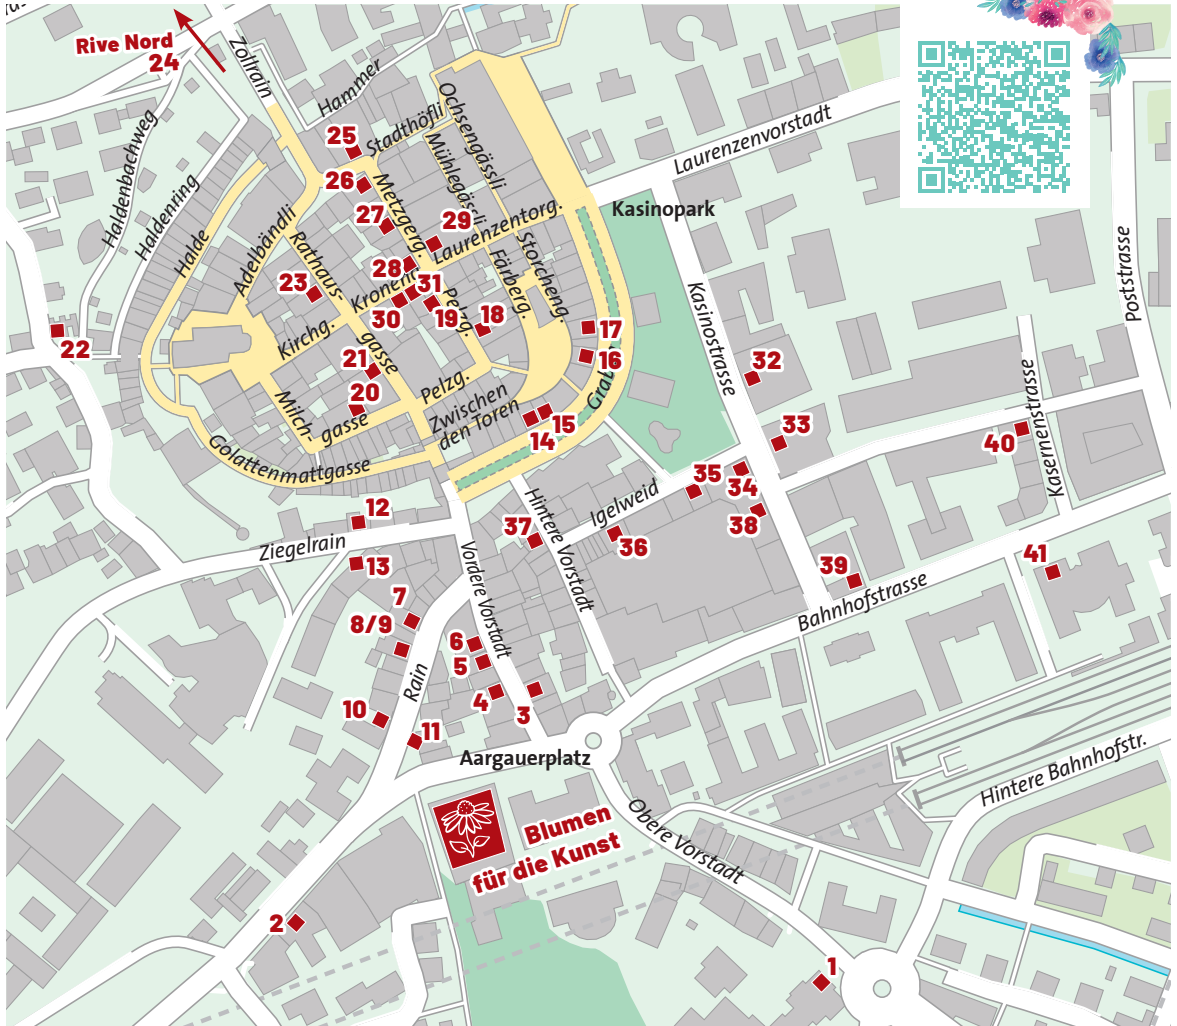 Rive Nord
24
Zollrain
Hammer
Stadthöfli
Ochsengässli
Mühlegässli
Laurenzenvorstadt
25
26
27
Metzgerg.
29
Laurenzentorg.
Kasinopark
Haldenbachweg
Haldenring
Halde
Adelbändli
Rathaus-
gasse
23
28
31
Storcheng.
Färberg.
Kasinostrasse
Poststrasse
Kirchg.
30
19
Pelzg.
18
17
16
22
21
20
Pelzg.
Milch-
gasse
Zwischen
den Toren
15
14
32
33
40
Kasernenstrasse
Golattenmattgasse
35
34
38
Igelweid
36
37
Hintere Vorstadt
12
Ziegelrain
13
Vordere Vorstadt
7
8/9
6
5
4
3
Rain
10
11
39
Bahnhofstrasse
41
Aargauerplatz
Hintere Bahnhofstr.
Blumen
für die Kunst
Obere Vorstadt
2
1